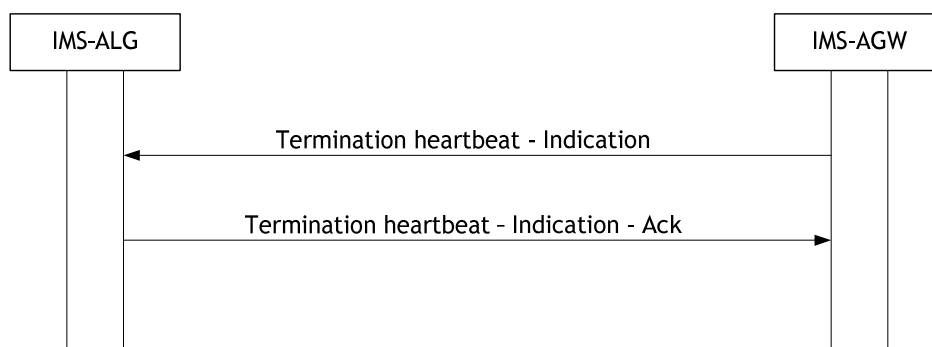 IMS-ALG
IMS-AGW
Termination heartbeat - Indication
Termination heartbeat – Indication - Ack